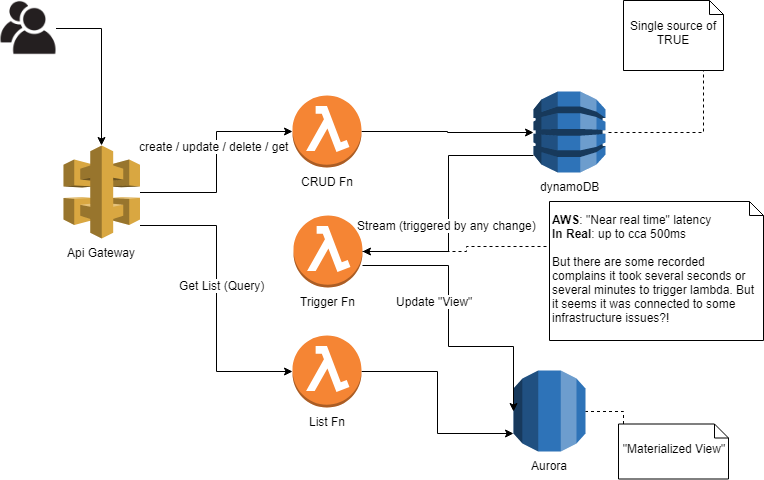 Single source of
TRUE
create / update / delete / get
CRUD Fn
dynamoDB
Api Gateway
Stream (triggered by any change)
AWS: "Near real time" latency
In Real: up to cca 500ms
But there are some recorded
complains it took several seconds or
several minutes to trigger lambda. But
it seems it was connected to some
infrastructure issues?!
Get List (Query)
Trigger Fn
Update "View"
List Fn
Aurora
"Materialized View"